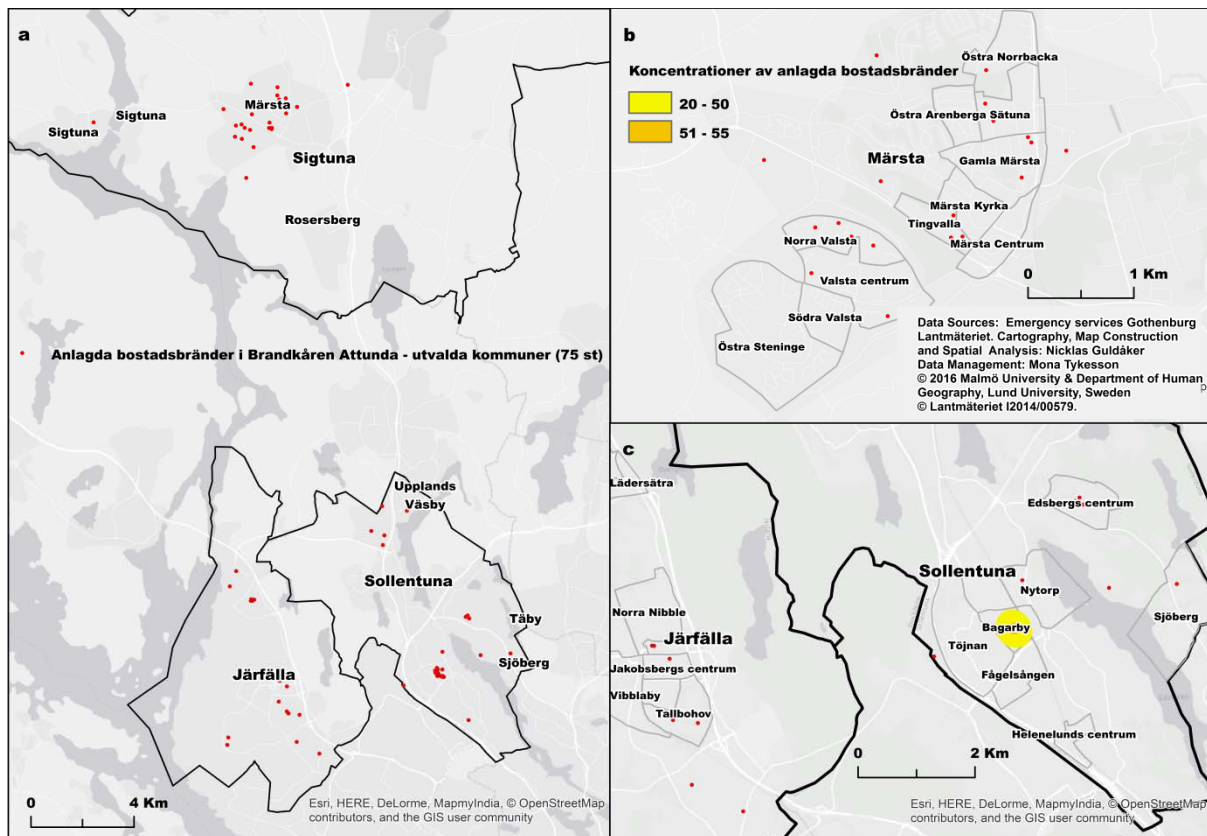 a
Sigtuna
Sigtuna
Märsta
Sigtuna
Rosersberg
Anlagda bostadsbränder i Brandkåren Attunda - utvalda kommuner (75 st)
Upplands
Väsby
Sollentuna
Täby
Sjöberg
Järfälla
0 4 Km
Esri, HERE, DeLorme, MapmyIndia, © OpenStreetMap
contributors, and the GIS user community
b
Koncentrationer av anlagda bostadsbränder
20 - 50
51 - 55
Östra Norrbacka
Östra Arenberga Sätuna
Märsta
Gamla Märsta
Märsta Kyrka
Tingvalla
Norra Valsta
Märsta Centrum
Valsta centrum
0 1 Km
Södra Valsta
Östra Steninge
Data Sources: Emergency services Gothenburg
Lantmäteriet. Cartography, Map Construction
and Spatial Analysis: Nicklas Guldåker
Data Management: Mona Tykesson
© 2016 Malmö University & Department of Human
Geography, Lund University, Sweden
© Lantmäteriet I2014/00579.
c
Lädersätra
Edsbergs centrum
Sollentuna
Nytorp
Norra Nibble
Sjöberg
Bagarby
Järfälla
Töjnan
Jakobsbergs centrum
Fågelsången
Vibblaby
Tallbohov
Helenelunds centrum
0 2 Km
Esri, HERE, DeLorme, MapmyIndia, © OpenStreetMap
contributors, and the GIS user community